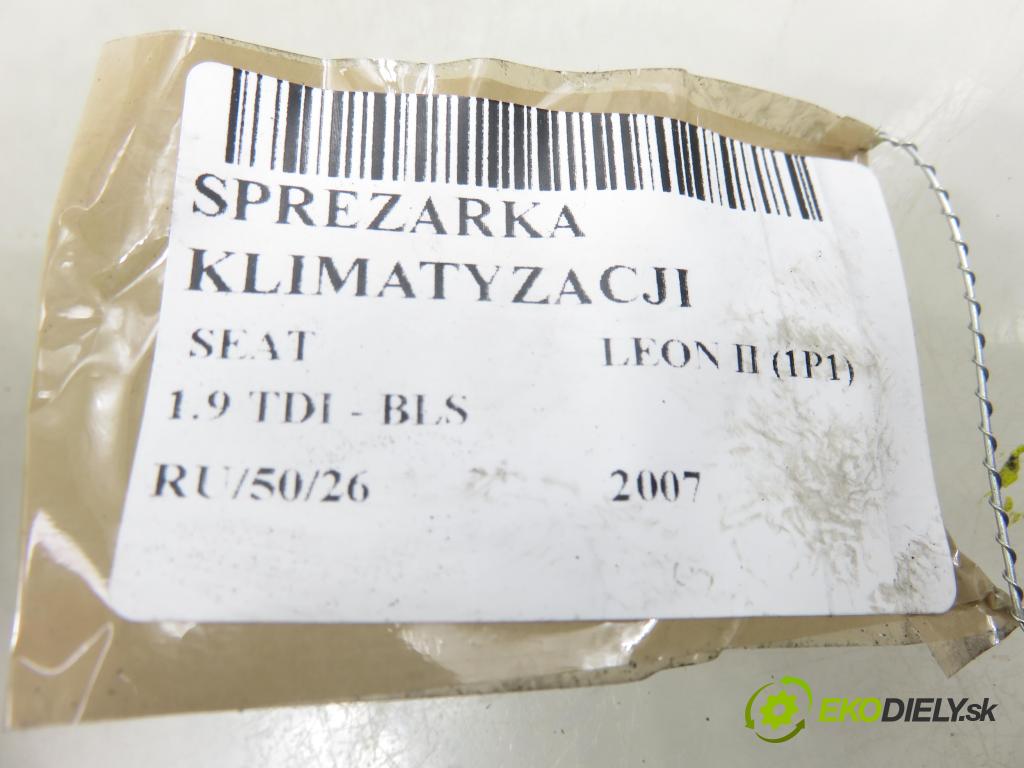 SPREZARKA
KLIMATYZACJI
SEAT LEON II (1P1)
1.9 TDI - BLS
RU/50/26 2007
EKODIELY.sk